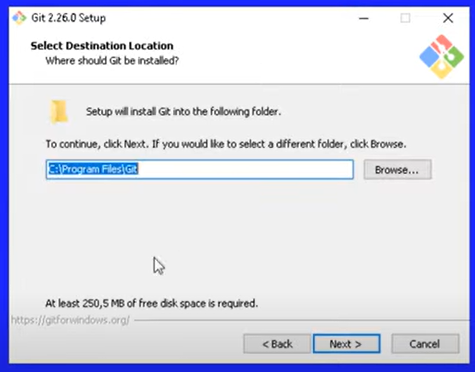 Git 2.26.0 Setup
Select Destination Location
Where should Git be installed?
Setup will install Git into the following folder.
To continue, click Next. If you would like to select a different folder, click Browse.
C:\Program Files\Git
Browse...
At least 250,5 MB of free disk space is required.
https://gitforwindows.org/
< Back
Next >
Cancel